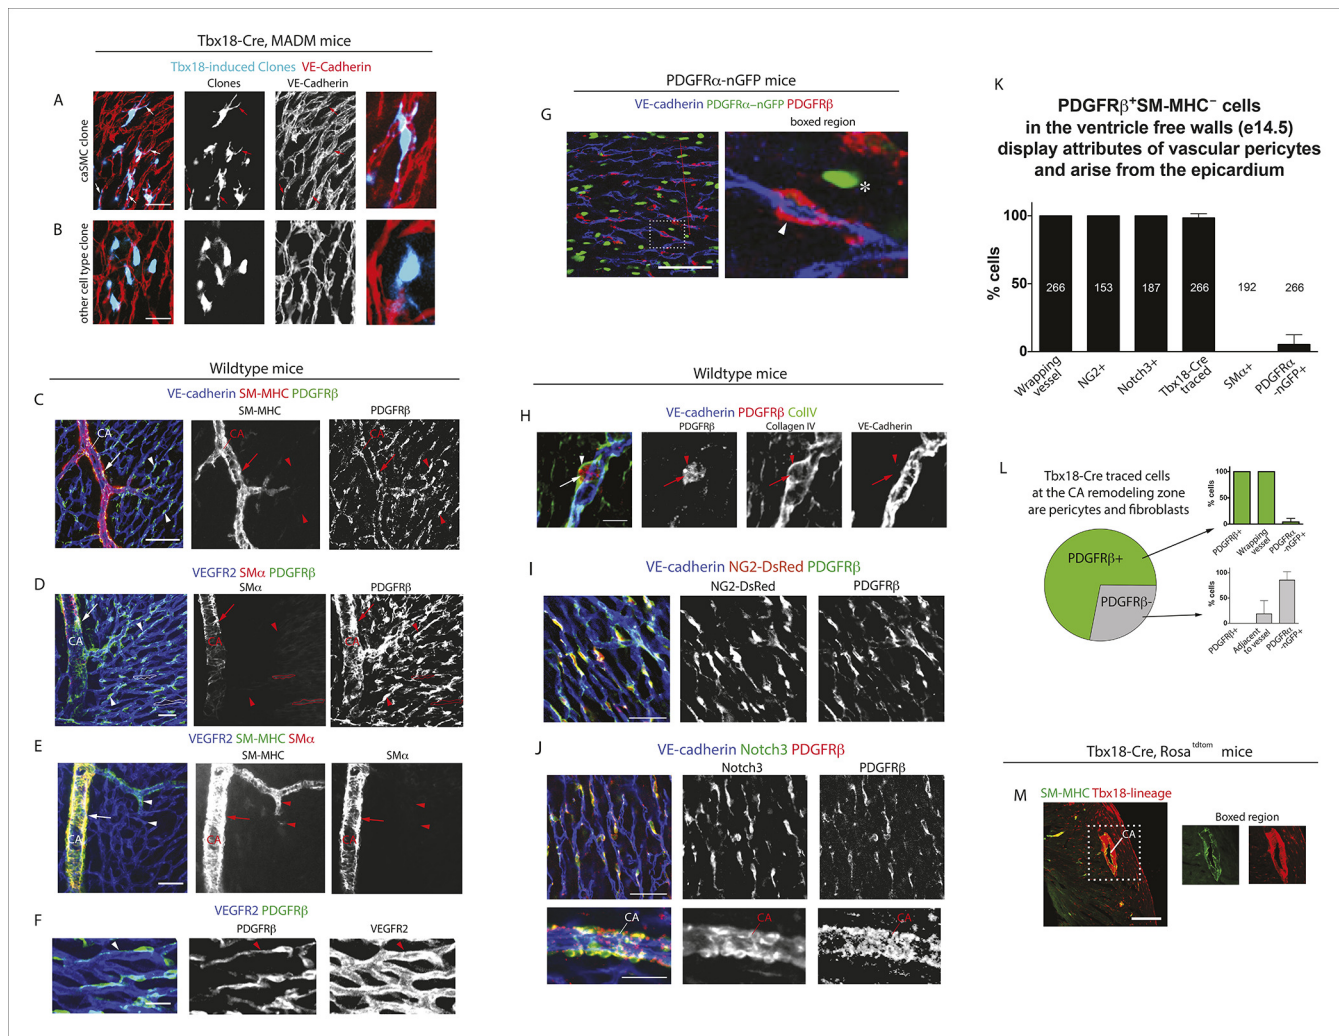 Tbx18-Cre, MADM mice
Tbx18-induced Clones VE-Cadherin
Clones
VE-Cadherin
A
caSMC clone
B
other cell type clone
Wildtype mice
C
VE-cadherin SM-MHC PDGFRβ
SM-MHC
PDGFRβ
CA
CA
CA
D
VEGFR2 SMα PDGFRβ
SMα
PDGFRβ
CA
CA
CA
E
VEGFR2 SM-MHC SMα
SM-MHC
SMα
CA
CA
CA
F
VEGFR2 PDGFRβ
PDGFRβ
VEGFR2
PDGFRα-nGFP mice
VE-cadherin PDGFRα–nGFP PDGFRβ
G
boxed region
*
Wildtype mice
H
VE-cadherin PDGFRβ ColIV
PDGFRβ
Collagen IV
VE-Cadherin
I
VE-cadherin NG2-DsRed PDGFRβ
NG2-DsRed
PDGFRβ
J
VE-cadherin Notch3 PDGFRβ
Notch3
PDGFRβ
CA
CA
CA
K
PDGFRβ⁺SM-MHC⁻ cells
in the ventricle free walls (e14.5)
display attributes of vascular pericytes
and arise from the epicardium
% cells
100
50
0
266
153
187
266
192
266
Wrapping
vessel
NG2+
Notch3+
Tbx18-Cre
traced
SMα+
PDGFRα
-nGFP+
L
Tbx18-Cre traced cells
at the CA remodeling zone
are pericytes and fibroblasts
PDGFRβ+
PDGFRβ-
% cells
100
50
0
PDGFRβ+
Wrapping
vessel
PDGFRα
-nGFP+
% cells
100
50
0
PDGFRβ+
Adjacent
to vessel
PDGFRα
-nGFP+
Tbx18-Cre, Rosa^tdtom mice
M
SM-MHC Tbx18-lineage
CA
Boxed region